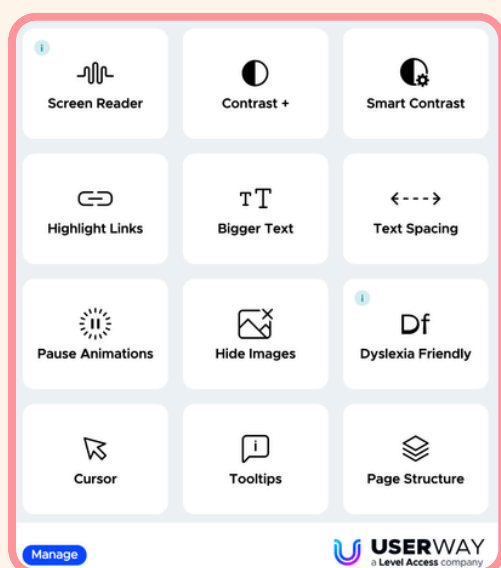 i
Screen Reader
Contrast +
Smart Contrast
Highlight Links
TT
Bigger Text
Text Spacing
Pause Animations
Hide Images
i
Df
Dyslexia Friendly
Cursor
i
Tooltips
Page Structure
Manage
USERWAY
a Level Access company